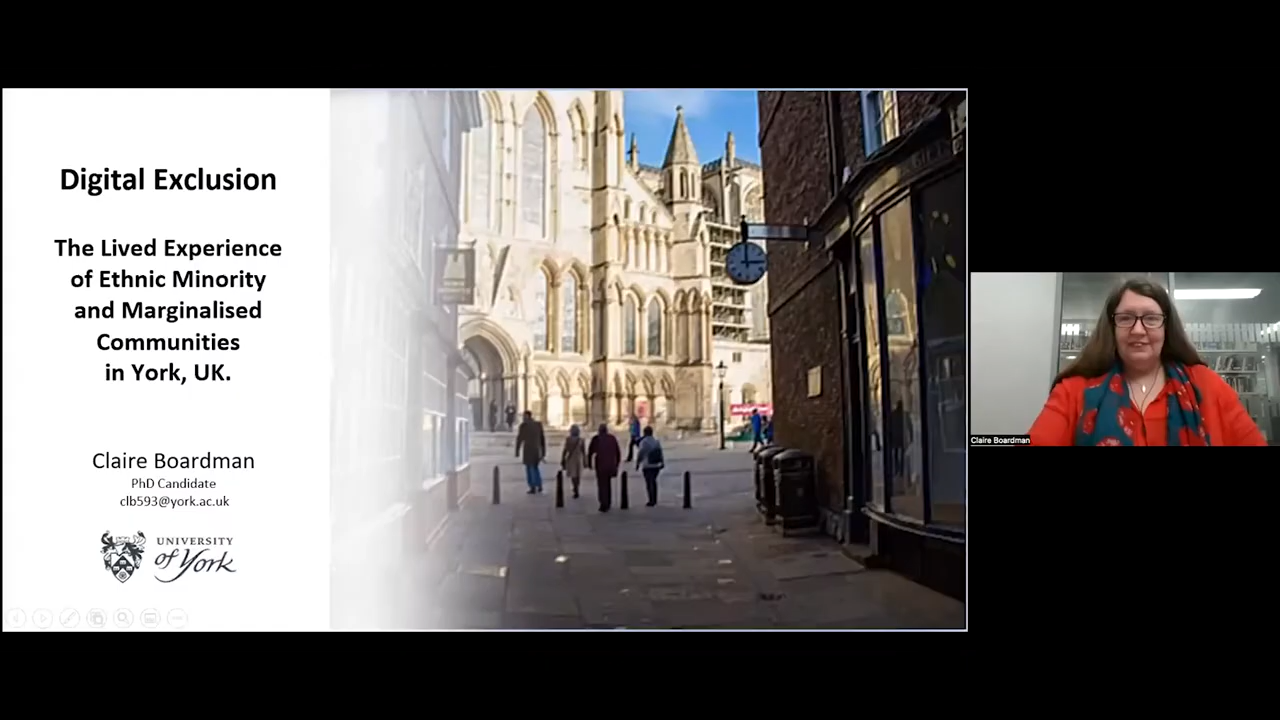 Digital Exclusion
The Lived Experience
of Ethnic Minority
and Marginalised
Communities
in York, UK.
Claire Boardman
PhD Candidate
clb593@york.ac.uk
UNIVERSITY
of York
Claire Boardman